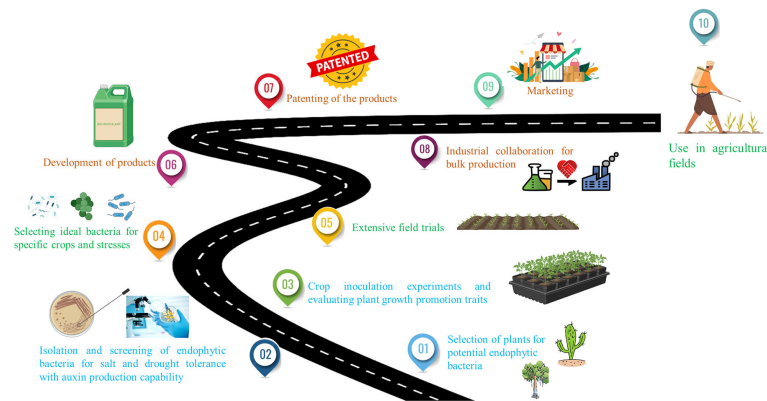 10
PATENTED
07
Patenting of the products
09
Marketing
08
Industrial collaboration for
bulk production
Use in agricultura
fields
Development of products
06
Selecting ideal bacteria for
specific crops and stresses
04
05
Extensive field trials
03
Crop inoculation experiments and
evaluating plant growth promotion traits
Isolation and screening of endophytic
bacteria for salt and drought tolerance
with auxin production capability
02
01
Selection of plants for
potential endophytic
bacteria